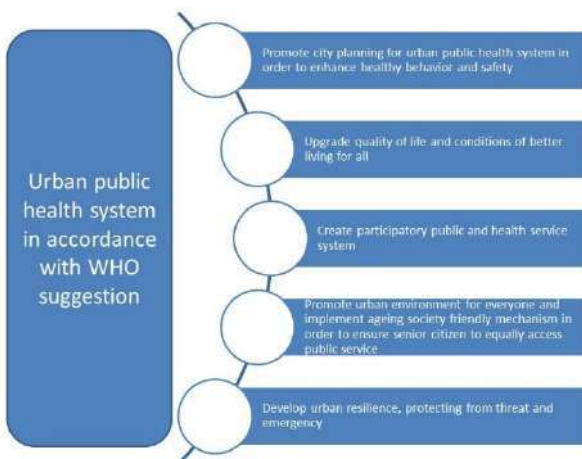 Urban public
health system
in accordance
with WHO
suggestion
Promote city planning for urban public health system in
order to enhance healthy behavior and safety
Upgrade quality of life and conditions of better
living for all
Create participatory public and health service
system
Promote urban environment for everyone and
implement ageing society friendly mechanism in
order to ensure senior citizen to equally access
public service
Develop urban resilience, protecting from threat and
emergency